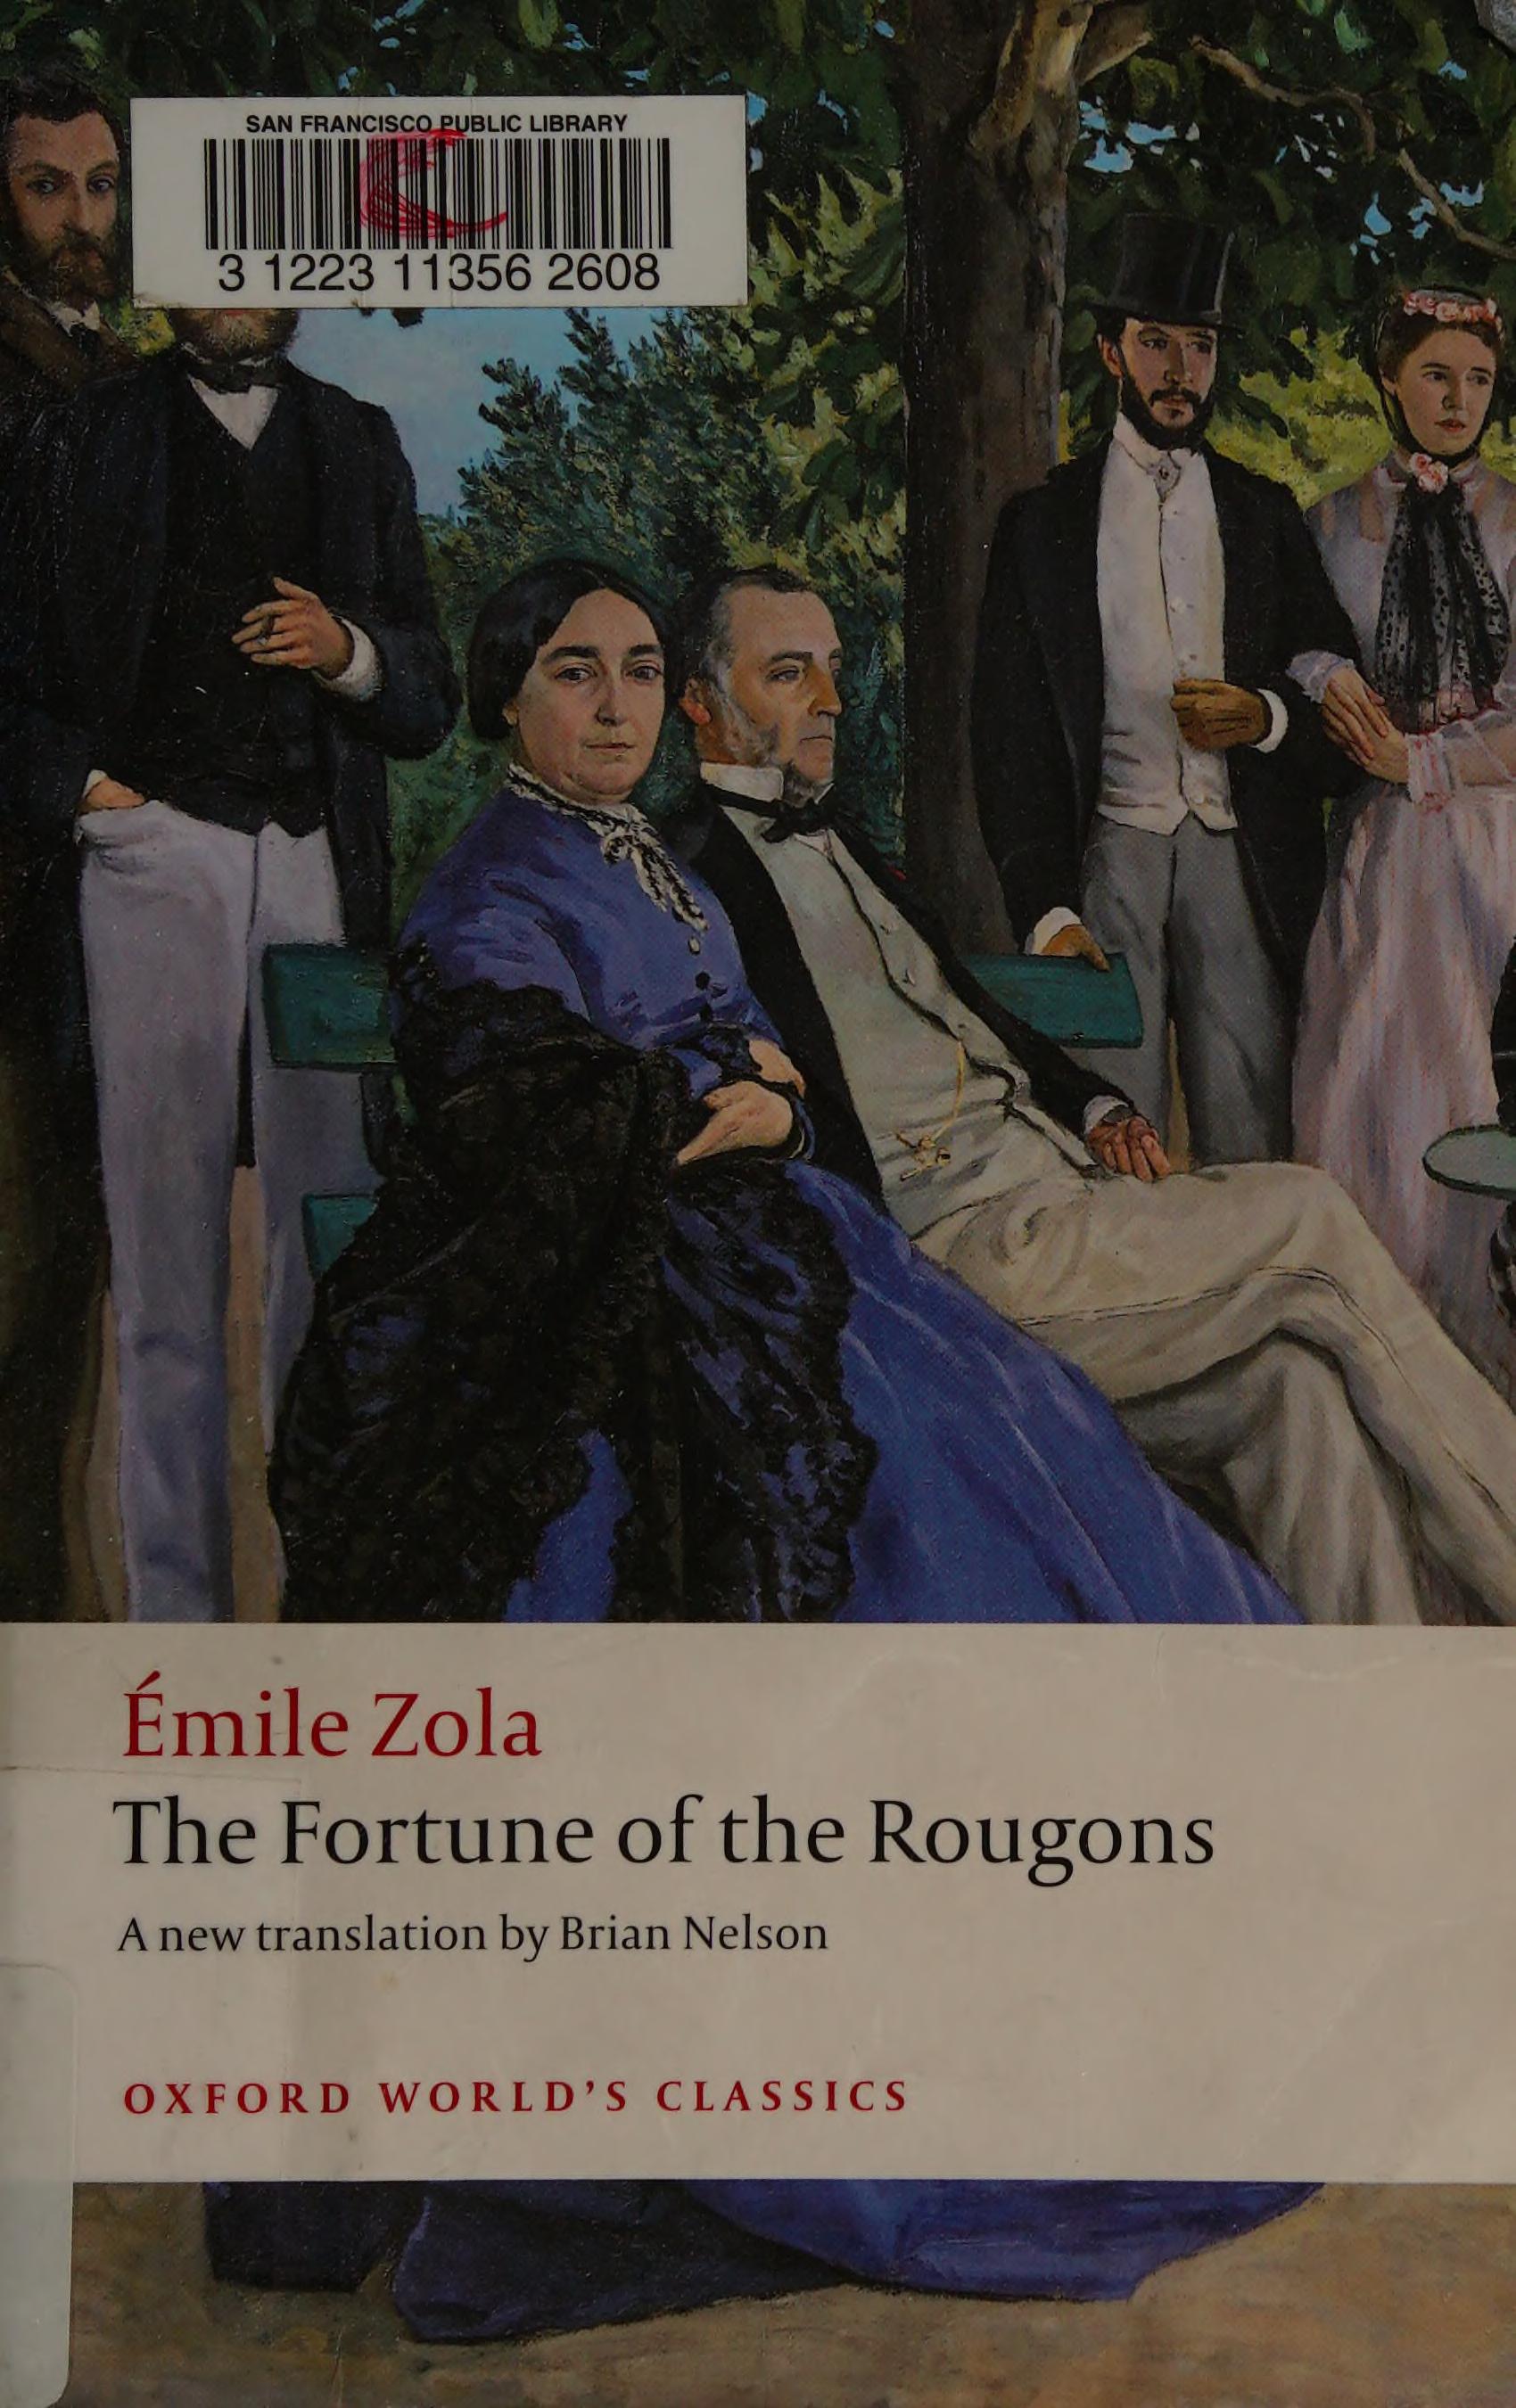 SAN FRANCISCO PUBLIC LIBRARY
3 1223 11356 2608
Émile Zola
The Fortune of the Rougons
A new translation by Brian Nelson
OXFORD WORLD'S CLASSICS